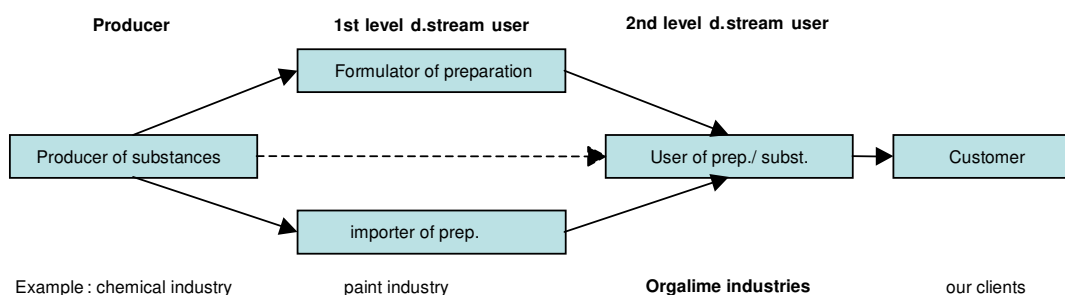 Producer
1st level d.stream user
2nd level d.stream user
Formulator of preparation
Producer of substances
User of prep./ subst.
Customer
importer of prep.
Example : chemical industry
paint industry
Orgalime industries
our clients